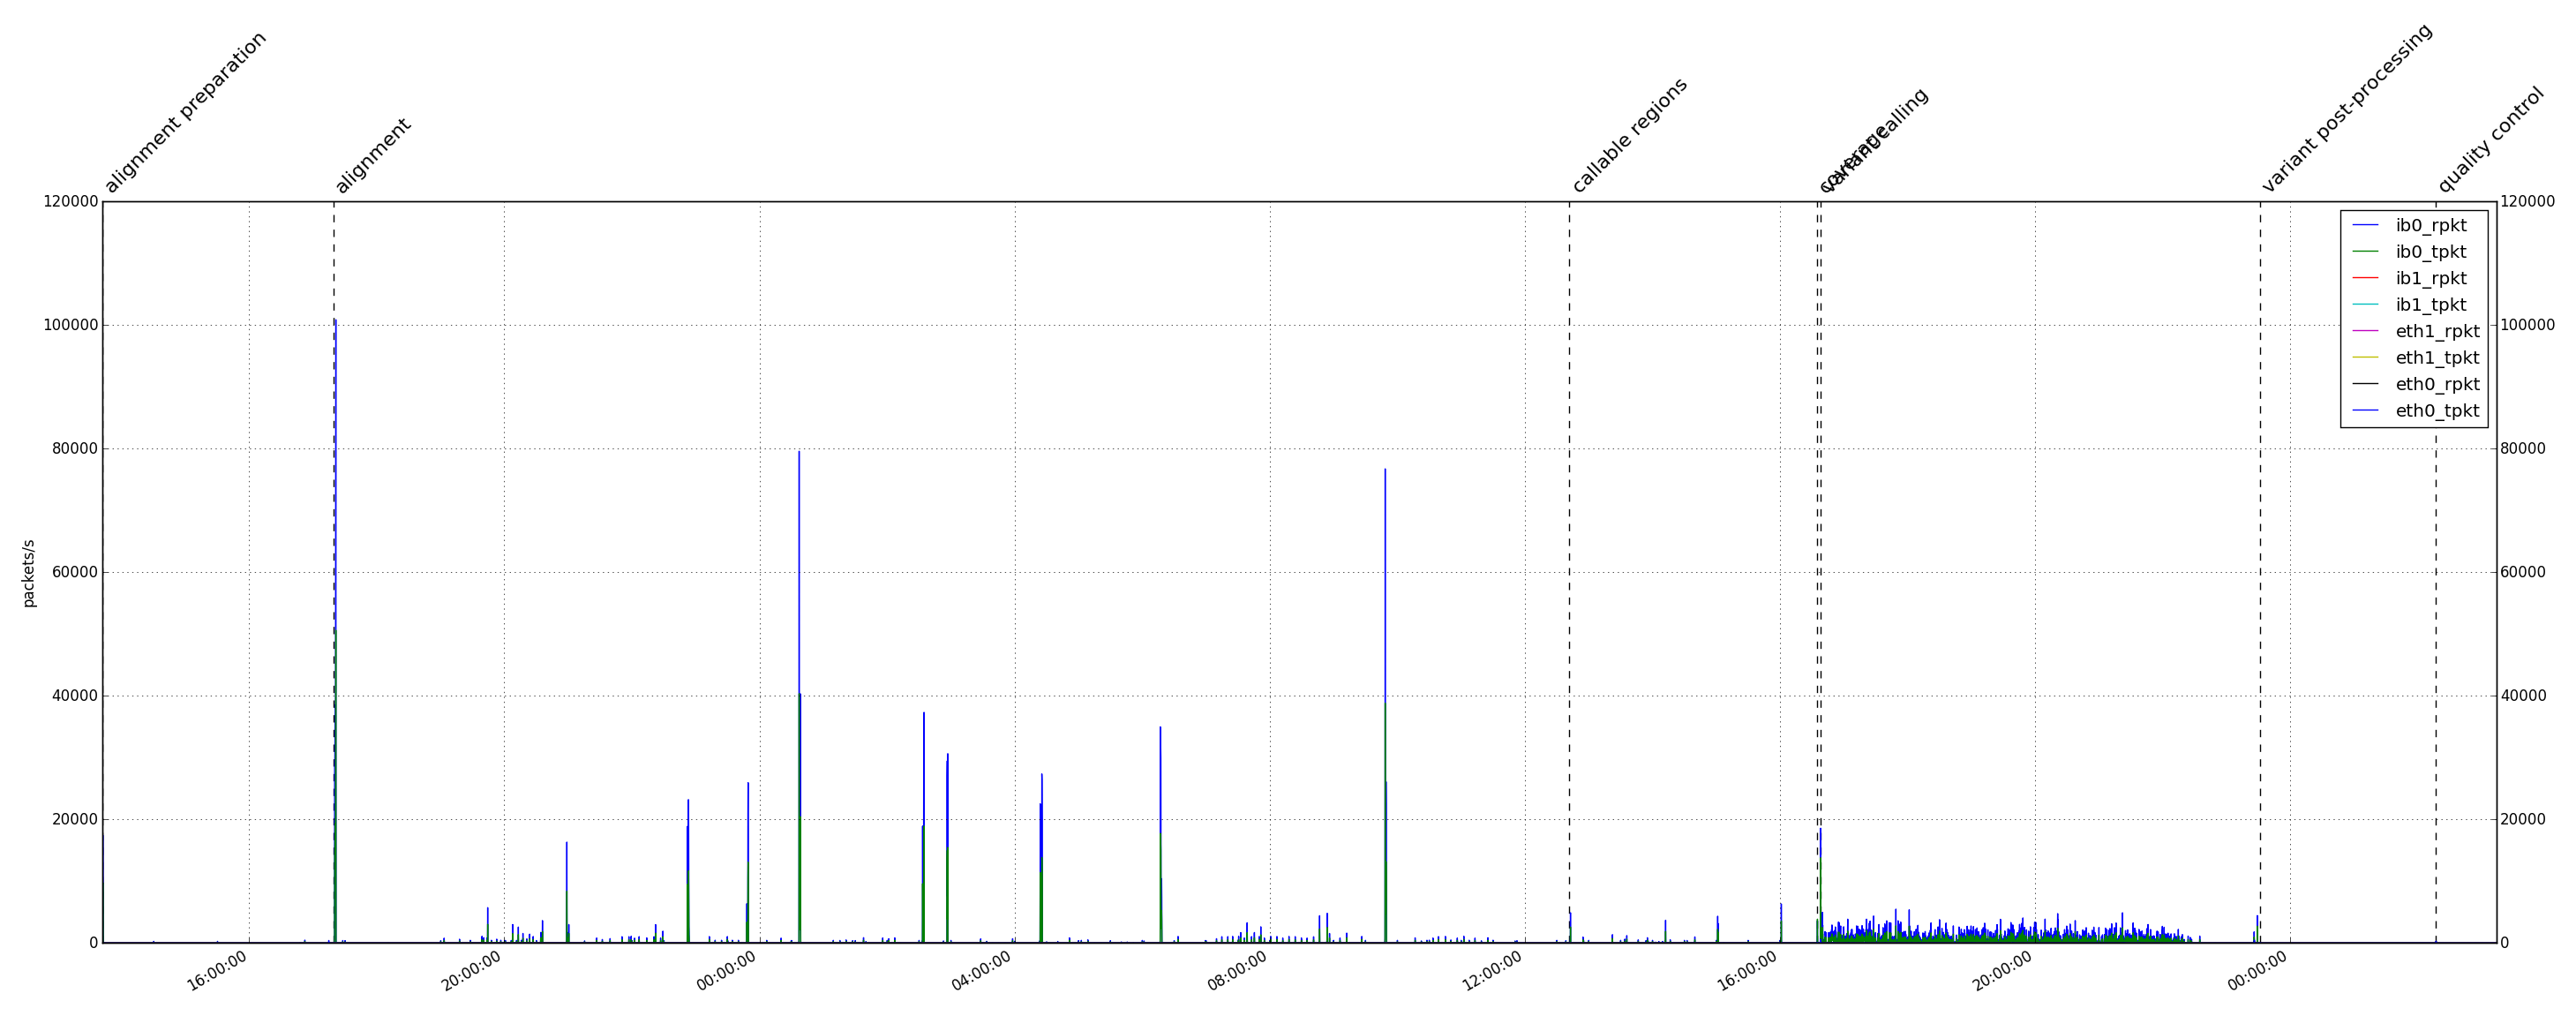 alignment preparation
alignment
callable regions
coverage
variant calling
variant post-processing
quality control
120000
100000
80000
60000
40000
20000
0
packets/s
120000
100000
80000
60000
40000
20000
0
ib0_rpkt
ib0_tpkt
ib1_rpkt
ib1_tpkt
eth1_rpkt
eth1_tpkt
eth0_rpkt
eth0_tpkt
16:00:00
20:00:00
00:00:00
04:00:00
08:00:00
12:00:00
16:00:00
20:00:00
00:00:00